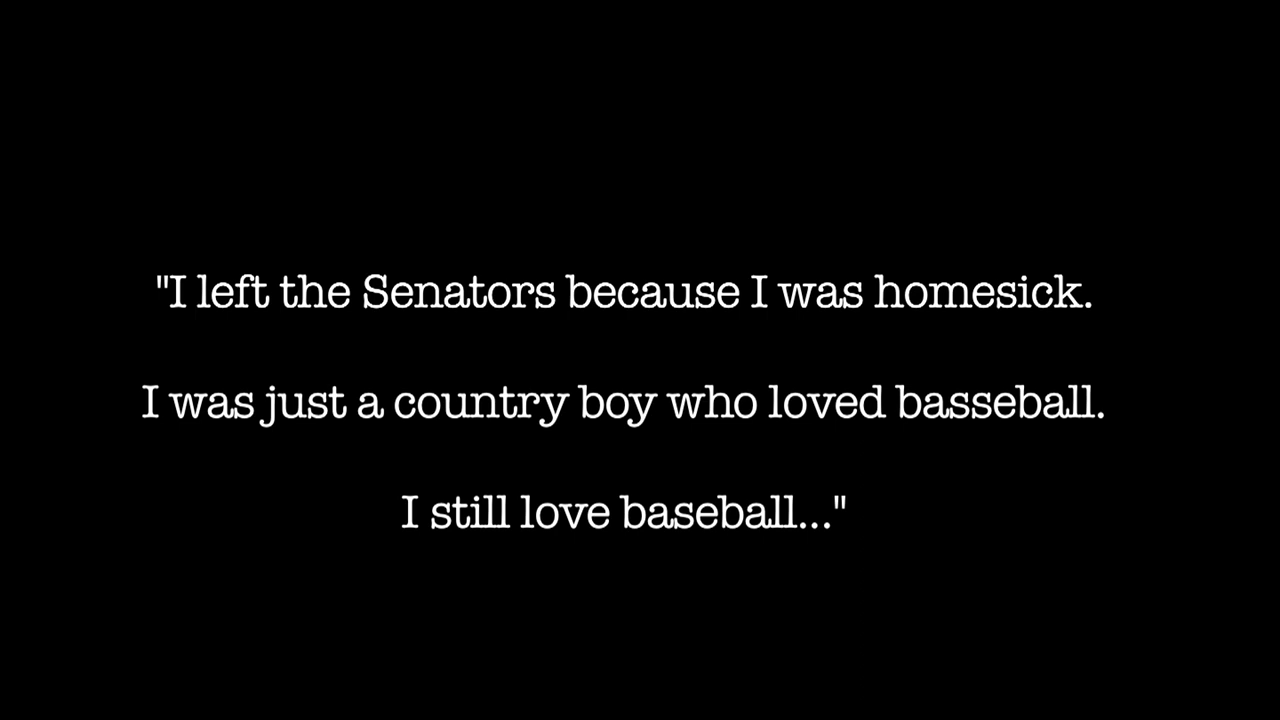 "I left the Senators because I was homesick.
I was just a country boy who loved basseball.
I still love baseball..."